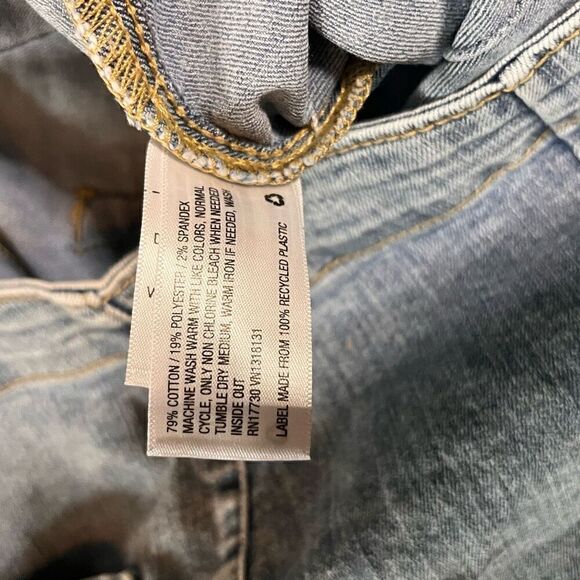 79% COTTON / 19% POLYESTER / 2% SPANDEX
MACHINE WASH WARM WITH LIKE COLORS, NORMAL
CYCLE, ONLY NON CHLORINE BLEACH WHEN NEEDED
TUMBLE DRY MEDIUM, WARM IRON IF NEEDED, WASH
INSIDE OUT
RN17730 VN1318131
LABEL MADE FROM 100% RECYCLED PLASTIC